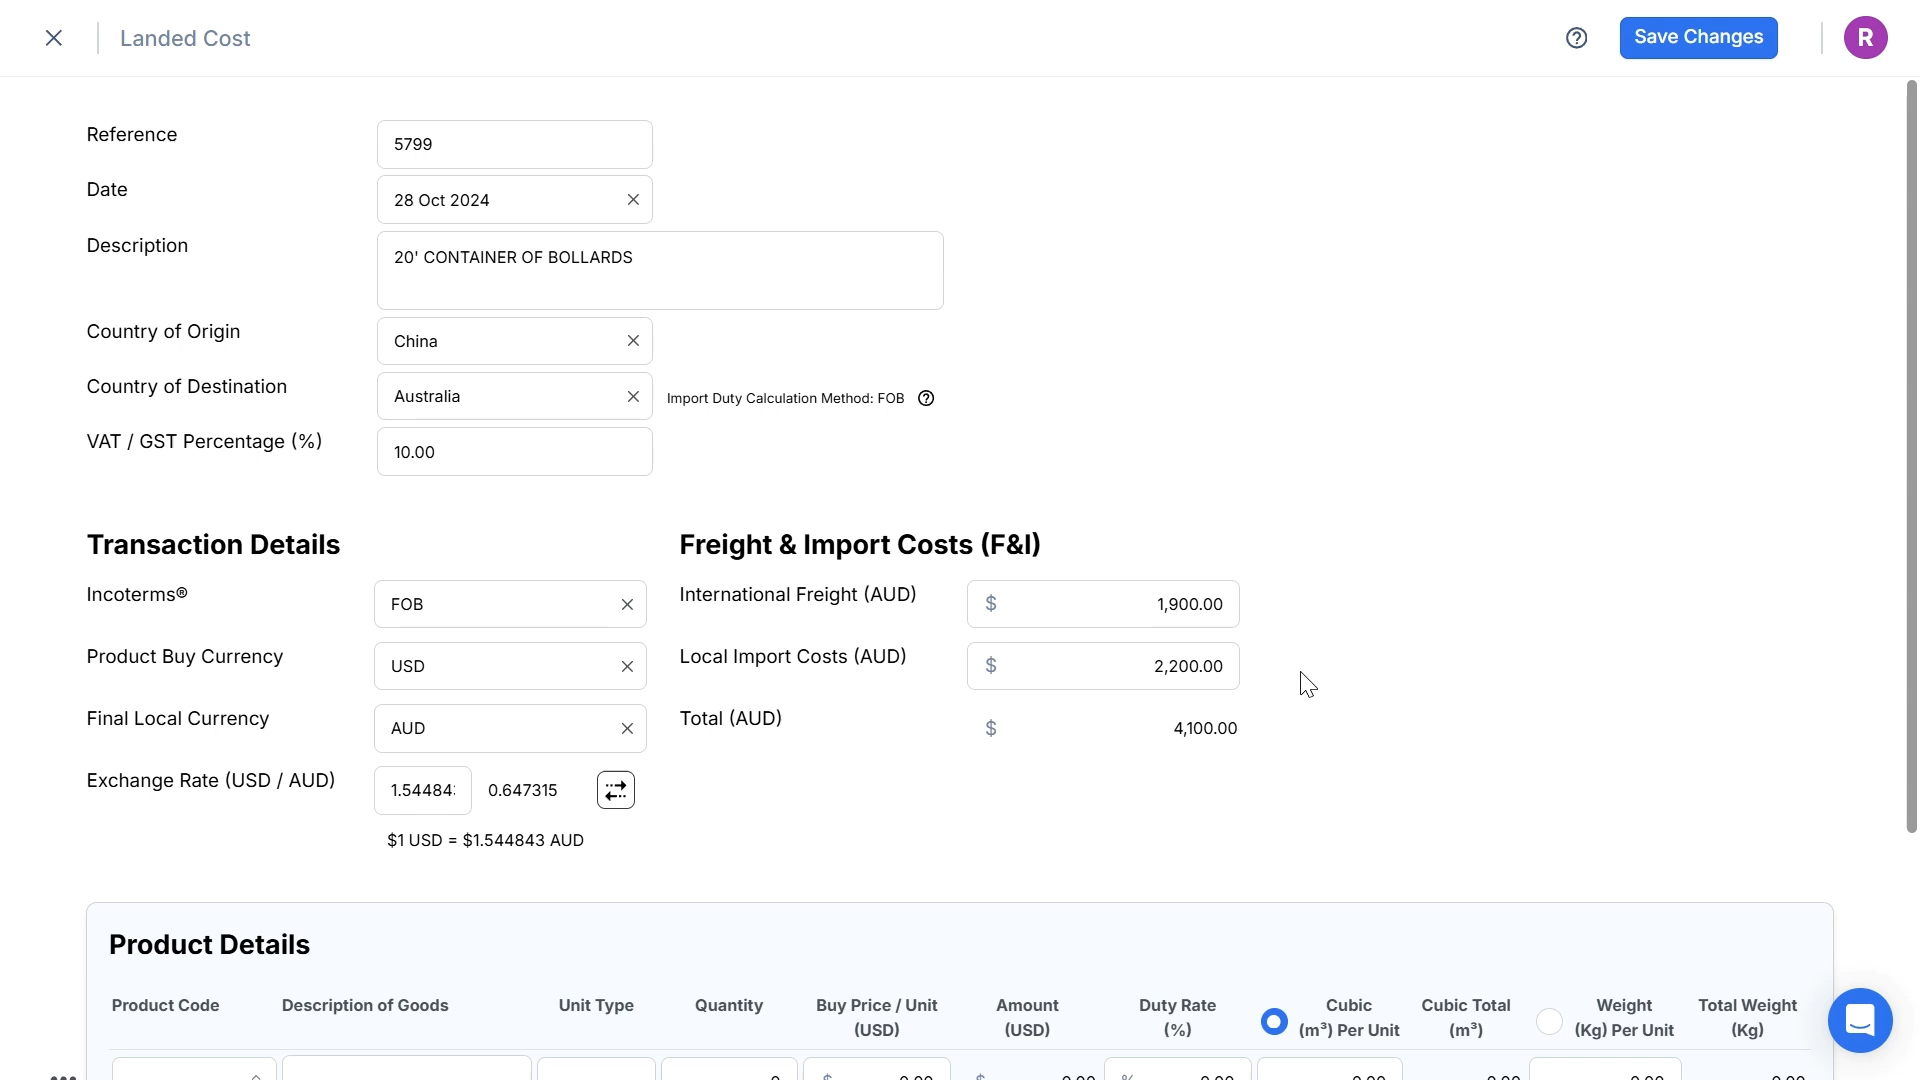 Landed Cost
Save Changes
R
Reference
5799
Date
28 Oct 2024
Description
20' CONTAINER OF BOLLARDS
Country of Origin
China
Country of Destination
Australia
Import Duty Calculation Method: FOB
VAT / GST Percentage (%)
10.00
Transaction Details
Freight & Import Costs (F&I)
Incoterms®
FOB
International Freight (AUD)
$ 1,900.00
Product Buy Currency
USD
Local Import Costs (AUD)
$ 2,200.00
Final Local Currency
AUD
Total (AUD)
$ 4,100.00
Exchange Rate (USD / AUD)
1.54484
0.647315
$1 USD = $1.544843 AUD
Product Details
Product Code
Description of Goods
Unit Type
Quantity
Buy Price / Unit
(USD)
Amount
(USD)
Duty Rate
(%)
Cubic
(m³) Per Unit
Cubic Total
(m³)
Weight
(Kg) Per Unit
Total Weight
(Kg)